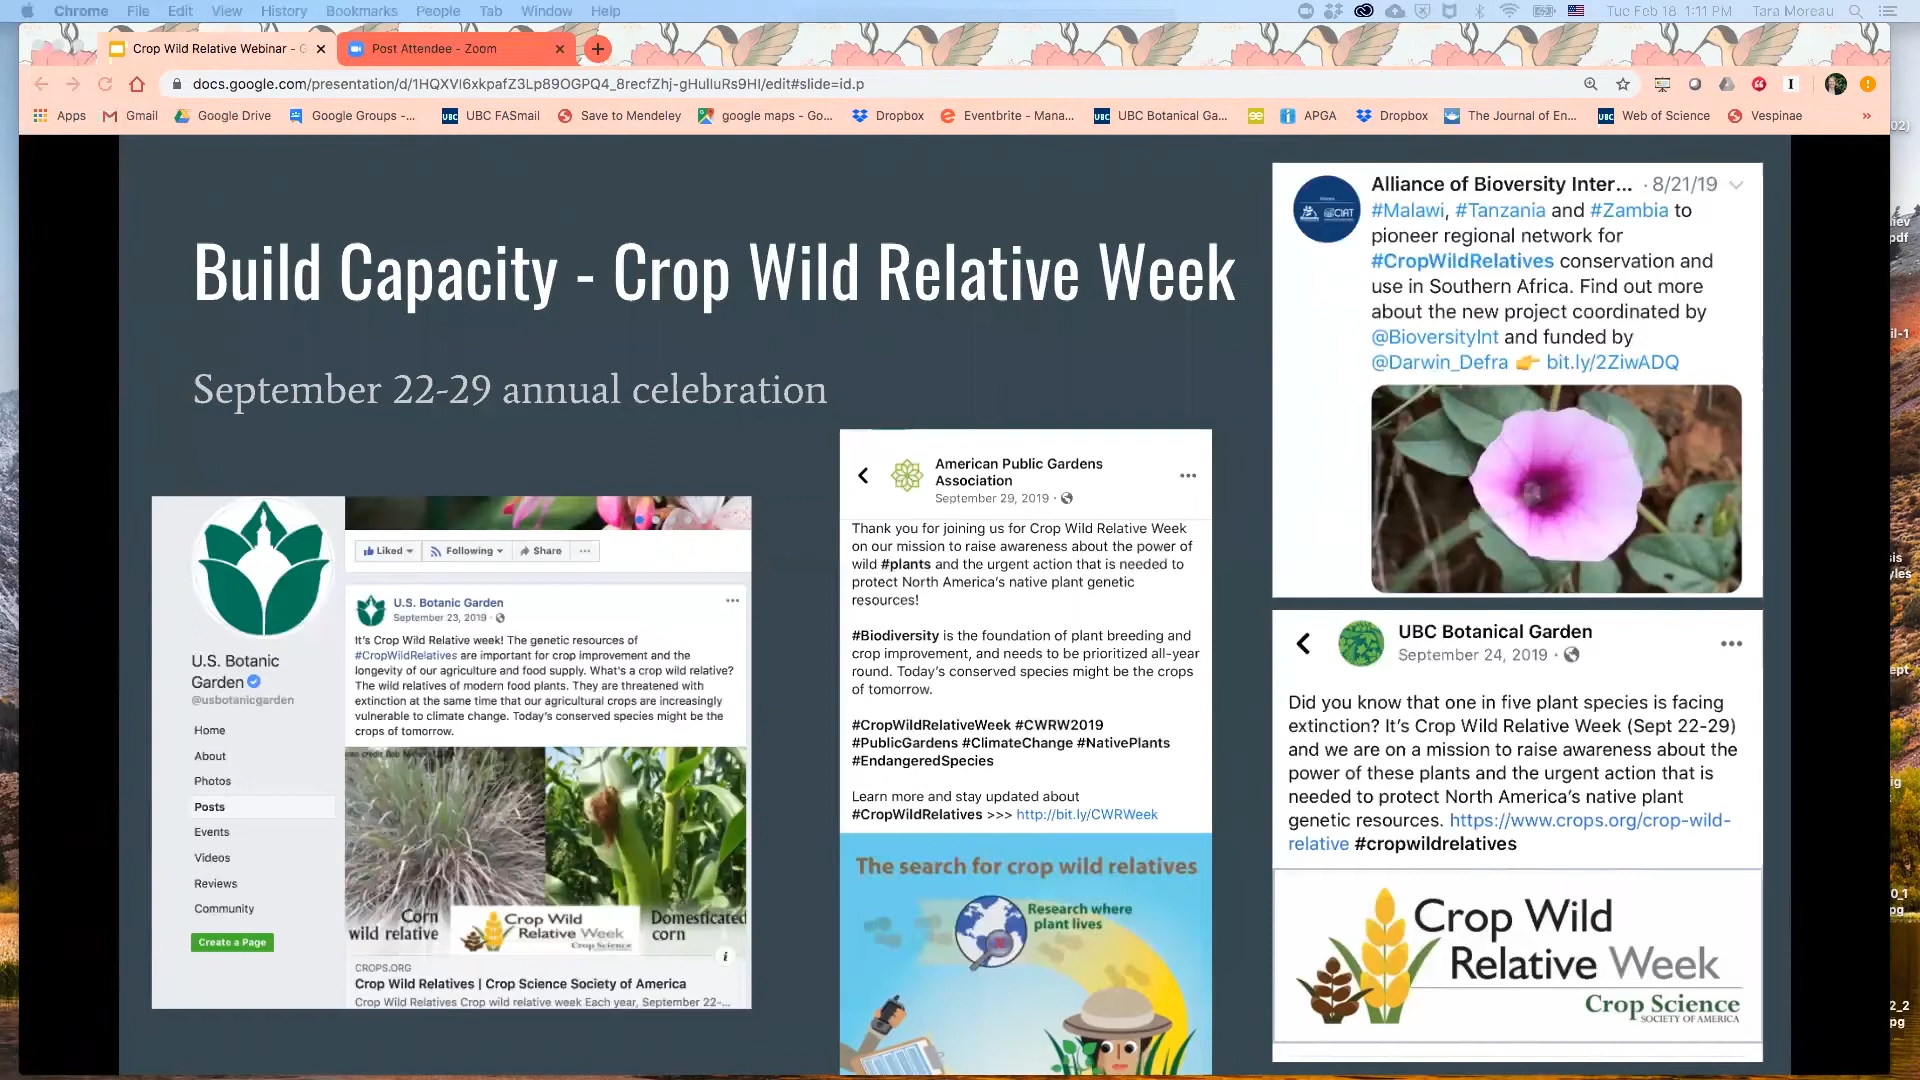 Chrome File Edit View History Bookmarks People Tab Window Help Tue Feb 18 1:11 PM Tara Moreau
Crop Wild Relative Webinar - G
Post Attendee - Zoom
docs.google.com/presentation/d/1HQXVl6xkpafZ3Lp89OGPQ4_8recfZhj-gHulluRs9HI/edit#slide=id.p
Apps Gmail Google Drive Google Groups -... UBC FASmail Save to Mendeley google maps - Go... Dropbox Eventbrite - Mana... UBC Botanical Ga... APGA Dropbox The Journal of En... Web of Science Vespinae »
Build Capacity - Crop Wild Relative Week
September 22-29 annual celebration
U.S. Botanic
Garden
@usbotanicgarden
Home
About
Photos
Posts
Events
Videos
Reviews
Community
Create a Page
Liked Following Share ...
U.S. Botanic Garden
September 23, 2019
It's Crop Wild Relative week! The genetic resources of
#CropWildRelatives are important for crop improvement and the
longevity of our agriculture and food supply. What's a crop wild relative?
The wild relatives of modern food plants. They are threatened with
extinction at the same time that our agricultural crops are increasingly
vulnerable to climate change. Today's conserved species might be the
crops of tomorrow.
Corn
wild relative
Crop Wild
Relative Week
Crop Science
Domesticated
corn
CROPS.ORG
Crop Wild Relatives | Crop Science Society of America
Crop Wild Relatives Crop wild relative week Each year, September 22-...
American Public Gardens
Association
September 29, 2019
Thank you for joining us for Crop Wild Relative Week
on our mission to raise awareness about the power of
wild #plants and the urgent action that is needed to
protect North America's native plant genetic
resources!
#Biodiversity is the foundation of plant breeding and
crop improvement, and needs to be prioritized all-year
round. Today's conserved species might be the crops
of tomorrow.
#CropWildRelativeWeek #CWRW2019
#PublicGardens #ClimateChange #NativePlants
#EndangeredSpecies
Learn more and stay updated about
#CropWildRelatives >>> http://bit.ly/CWRWeek
The search for crop wild relatives
Research where
plant lives
Alliance of Bioversity Inter... · 8/21/19
#Malawi, #Tanzania and #Zambia to
pioneer regional network for
#CropWildRelatives conservation and
use in Southern Africa. Find out more
about the new project coordinated by
@BioversityInt and funded by
@Darwin_Defra 👉 bit.ly/2ZiwADQ
UBC Botanical Garden
September 24, 2019
Did you know that one in five plant species is facing
extinction? It's Crop Wild Relative Week (Sept 22-29)
and we are on a mission to raise awareness about the
power of these plants and the urgent action that is
needed to protect North America's native plant
genetic resources. https://www.crops.org/crop-wild-
relative #cropwildrelatives
Crop Wild
Relative Week
Crop Science
SOCIETY OF AMERICA